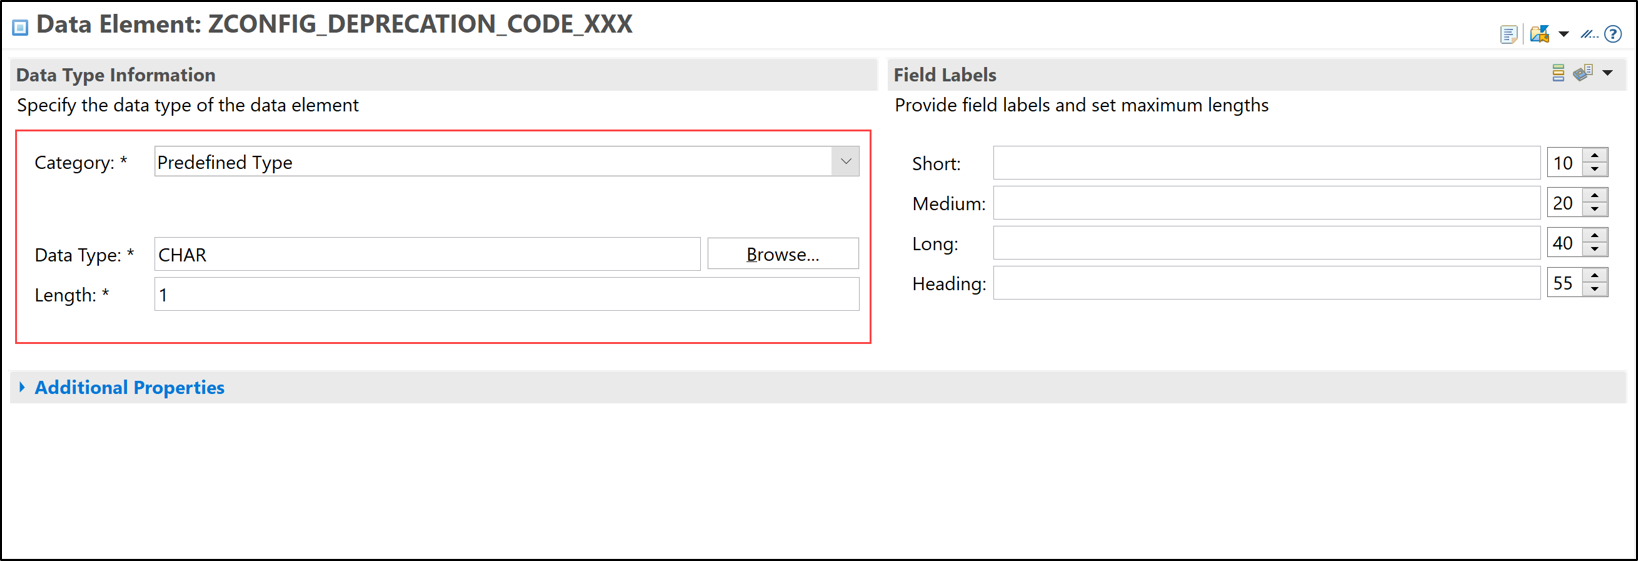 Data Element: ZCONFIG_DEPRECATION_CODE_XXX
Data Type Information
Specify the data type of the data element
Category: * Predefined Type
Data Type: * CHAR Browse...
Length: * 1
Field Labels
Provide field labels and set maximum lengths
Short: 10
Medium: 20
Long: 40
Heading: 55
Additional Properties